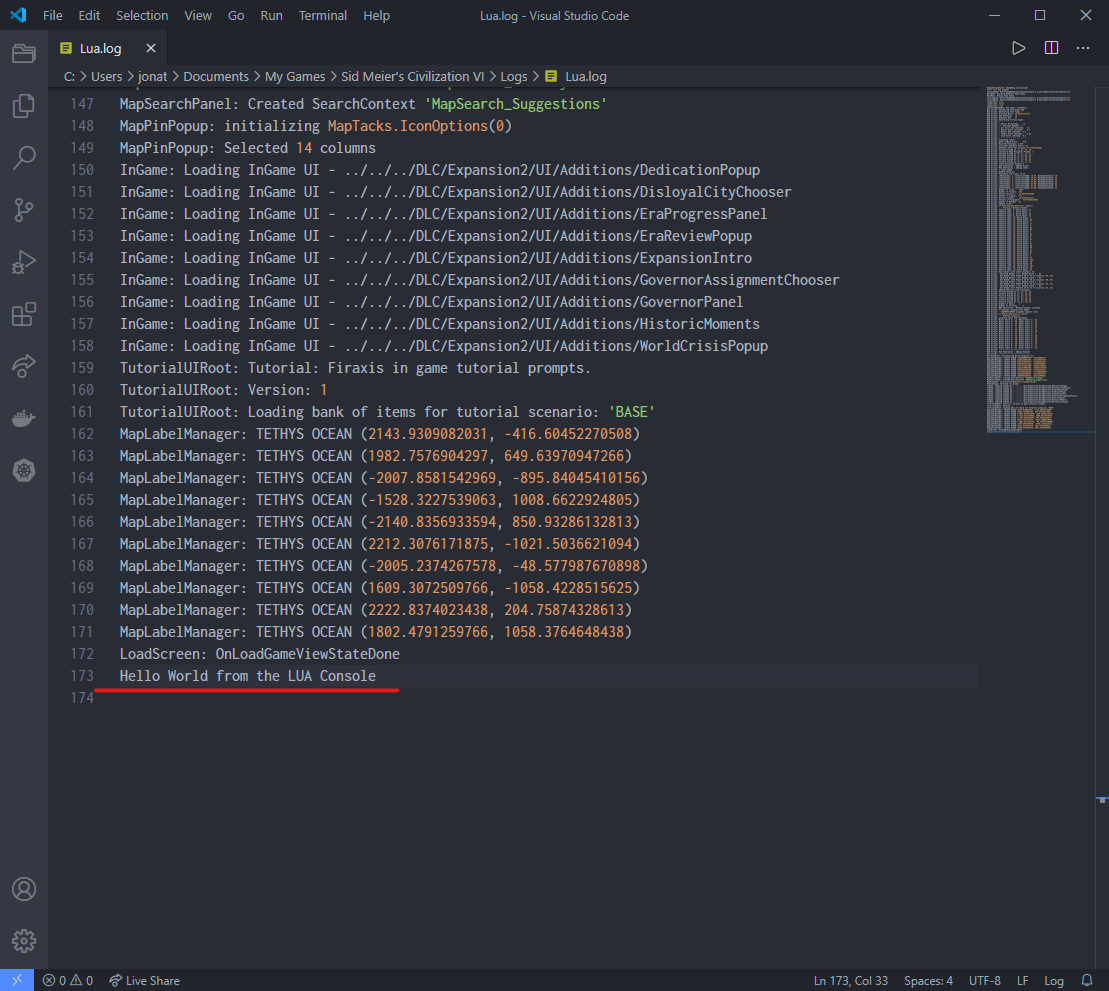 File Edit Selection View Go Run Terminal Help Lua.log - Visual Studio Code
Lua.log
C: > Users > jonat > Documents > My Games > Sid Meier's Civilization VI > Logs > Lua.log
147 MapSearchPanel: Created SearchContext 'MapSearch_Suggestions'
148 MapPinPopup: initializing MapTacks.IconOptions(0)
149 MapPinPopup: Selected 14 columns
150 InGame: Loading InGame UI - ../../../DLC/Expansion2/UI/Additions/DedicationPopup
151 InGame: Loading InGame UI - ../../../DLC/Expansion2/UI/Additions/DisloyalCityChooser
152 InGame: Loading InGame UI - ../../../DLC/Expansion2/UI/Additions/EraProgressPanel
153 InGame: Loading InGame UI - ../../../DLC/Expansion2/UI/Additions/EraReviewPopup
154 InGame: Loading InGame UI - ../../../DLC/Expansion2/UI/Additions/ExpansionIntro
155 InGame: Loading InGame UI - ../../../DLC/Expansion2/UI/Additions/GovernorAssignmentChooser
156 InGame: Loading InGame UI - ../../../DLC/Expansion2/UI/Additions/GovernorPanel
157 InGame: Loading InGame UI - ../../../DLC/Expansion2/UI/Additions/HistoricMoments
158 InGame: Loading InGame UI - ../../../DLC/Expansion2/UI/Additions/WorldCrisisPopup
159 TutorialUIRoot: Tutorial: Firaxis in game tutorial prompts.
160 TutorialUIRoot: Version: 1
161 TutorialUIRoot: Loading bank of items for tutorial scenario: 'BASE'
162 MapLabelManager: TETHYS OCEAN (2143.9309082031, -416.60452270508)
163 MapLabelManager: TETHYS OCEAN (1982.7576904297, 649.63970947266)
164 MapLabelManager: TETHYS OCEAN (-2007.8581542969, -895.84045410156)
165 MapLabelManager: TETHYS OCEAN (-1528.3227539063, 1008.6622924805)
166 MapLabelManager: TETHYS OCEAN (-2140.8356933594, 850.93286132813)
167 MapLabelManager: TETHYS OCEAN (2212.3076171875, -1021.5036621094)
168 MapLabelManager: TETHYS OCEAN (-2005.2374267578, -48.577987670898)
169 MapLabelManager: TETHYS OCEAN (1609.3072509766, -1058.4228515625)
170 MapLabelManager: TETHYS OCEAN (2222.8374023438, 204.75874328613)
171 MapLabelManager: TETHYS OCEAN (1802.4791259766, 1058.3764648438)
172 LoadScreen: OnLoadGameViewStateDone
173 Hello World from the LUA Console
174
0 0 Live Share Ln 173, Col 33 Spaces: 4 UTF-8 LF Log